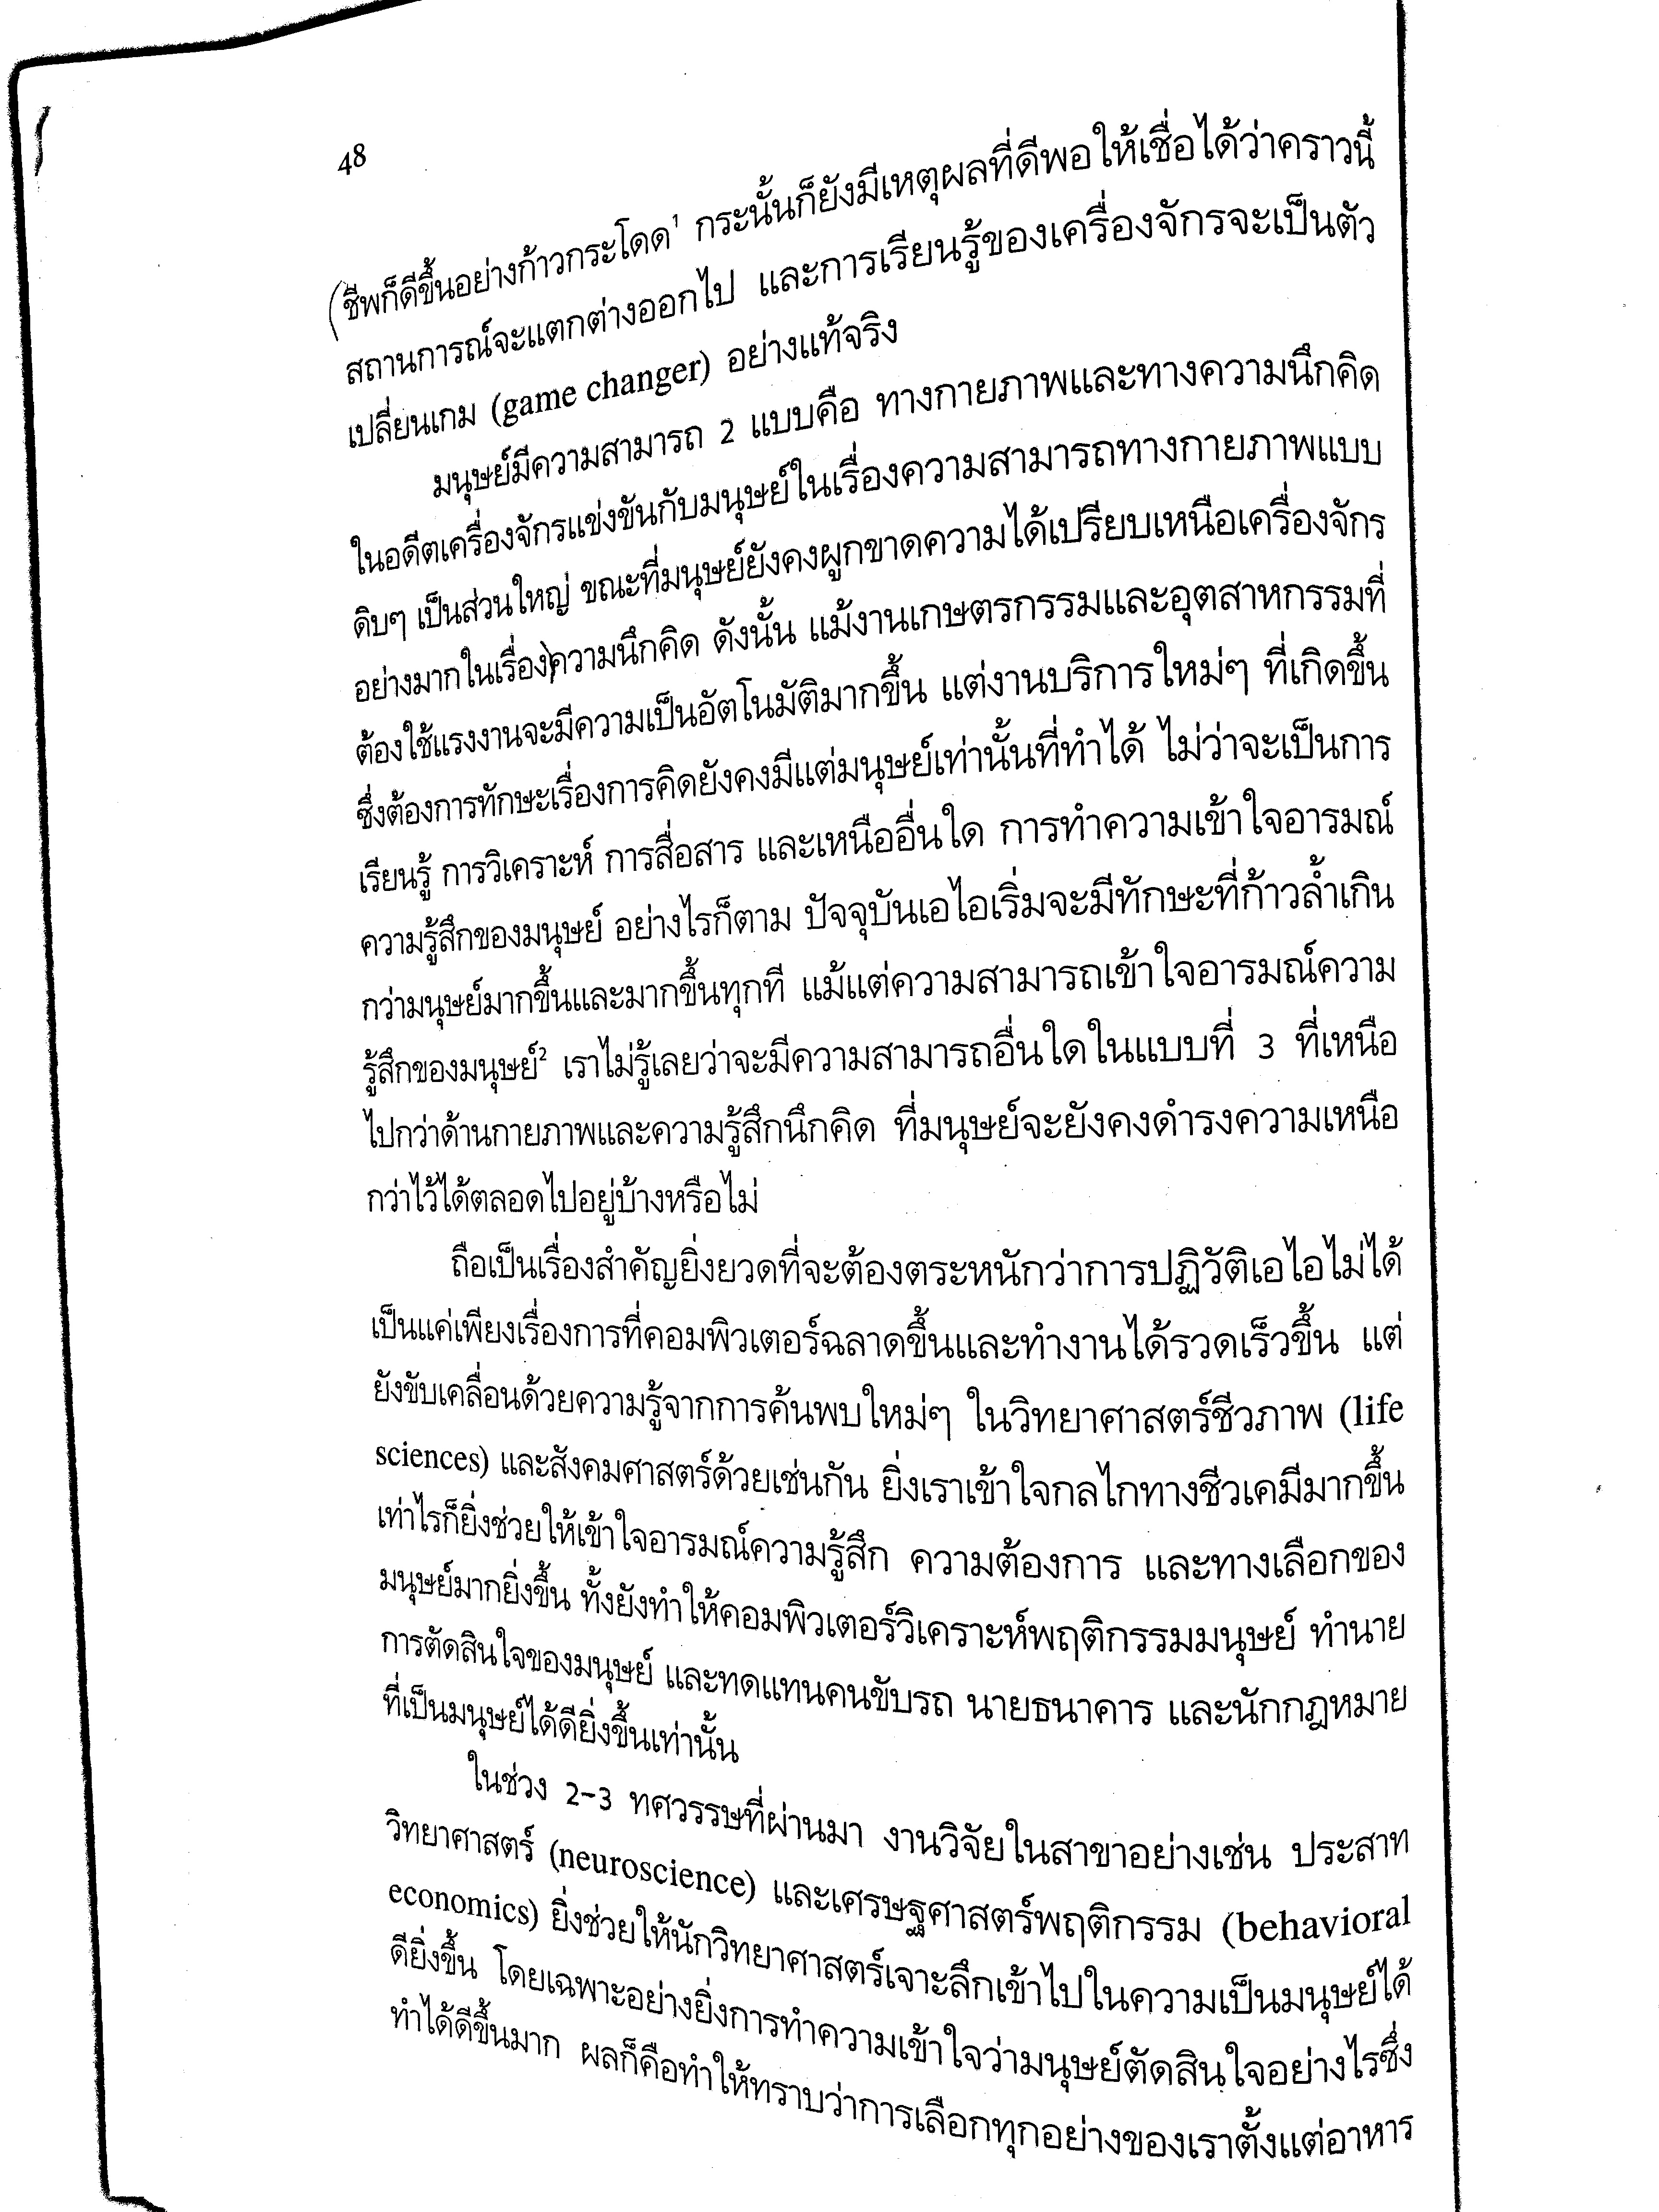 48
ชีพก็ดีขึ้นอย่างก้าวกระโดด¹ กระนั้นก็ยังมีเหตุผลที่ดีพอให้เชื่อได้ว่าคราวนี้
สถานการณ์จะแตกต่างออกไป และการเรียนรู้ของเครื่องจักรจะเป็นตัว
เปลี่ยนเกม (game changer) อย่างแท้จริง
มนุษย์มีความสามารถ 2 แบบคือ ทางกายภาพและทางความนึกคิด
ในอดีตเครื่องจักรแข่งขันกับมนุษย์ในเรื่องความสามารถทางกายภาพแบบ
ดิบๆ เป็นส่วนใหญ่ ขณะที่มนุษย์ยังคงผูกขาดความได้เปรียบเหนือเครื่องจักร
อย่างมากในเรื่องความนึกคิด ดังนั้น แม้งานเกษตรกรรมและอุตสาหกรรมที่
ต้องใช้แรงงานจะมีความเป็นอัตโนมัติมากขึ้น แต่งานบริการใหม่ๆ ที่เกิดขึ้น
ซึ่งต้องการทักษะเรื่องการคิดยังคงมีแต่มนุษย์เท่านั้นที่ทำได้ ไม่ว่าจะเป็นการ
เรียนรู้ การวิเคราะห์ การสื่อสาร และเหนืออื่นใด การทำความเข้าใจอารมณ์
ความรู้สึกของมนุษย์ อย่างไรก็ตาม ปัจจุบันเอไอเริ่มจะมีทักษะที่ก้าวล้ำเกิน
กว่ามนุษย์มากขึ้นและมากขึ้นทุกที แม้แต่ความสามารถเข้าใจอารมณ์ความ
รู้สึกของมนุษย์² เราไม่รู้เลยว่าจะมีความสามารถอื่นใดในแบบที่ 3 ที่เหนือ
ไปกว่าด้านกายภาพและความรู้สึกนึกคิด ที่มนุษย์จะยังคงดำรงความเหนือ
กว่าไว้ได้ตลอดไปอยู่บ้างหรือไม่
ถือเป็นเรื่องสำคัญยิ่งยวดที่จะต้องตระหนักว่าการปฏิวัติเอไอไม่ได้
เป็นแค่เพียงเรื่องการที่คอมพิวเตอร์ฉลาดขึ้นและทำงานได้รวดเร็วขึ้น แต่
ยังขับเคลื่อนด้วยความรู้จากการค้นพบใหม่ๆ ในวิทยาศาสตร์ชีวภาพ (life
sciences) และสังคมศาสตร์ด้วยเช่นกัน ยิ่งเราเข้าใจกลไกทางชีวเคมีมากขึ้น
เท่าไรก็ยิ่งช่วยให้เข้าใจอารมณ์ความรู้สึก ความต้องการ และทางเลือกของ
มนุษย์มากยิ่งขึ้น ทั้งยังทำให้คอมพิวเตอร์วิเคราะห์พฤติกรรมมนุษย์ ทำนาย
การตัดสินใจของมนุษย์ และทดแทนคนขับรถ นายธนาคาร และนักกฎหมาย
ที่เป็นมนุษย์ได้ดียิ่งขึ้นเท่านั้น
ในช่วง 2-3 ทศวรรษที่ผ่านมา งานวิจัยในสาขาอย่างเช่น ประสาท
วิทยาศาสตร์ (neuroscience) และเศรษฐศาสตร์พฤติกรรม (behavioral
economics) ยิ่งช่วยให้นักวิทยาศาสตร์เจาะลึกเข้าไปในความเป็นมนุษย์ได้
ดียิ่งขึ้น โดยเฉพาะอย่างยิ่งการทำความเข้าใจว่ามนุษย์ตัดสินใจอย่างไรซึ่ง
ทำได้ดีขึ้นมาก ผลก็คือทำให้ทราบว่าการเลือกทุกอย่างของเราตั้งแต่อาหาร